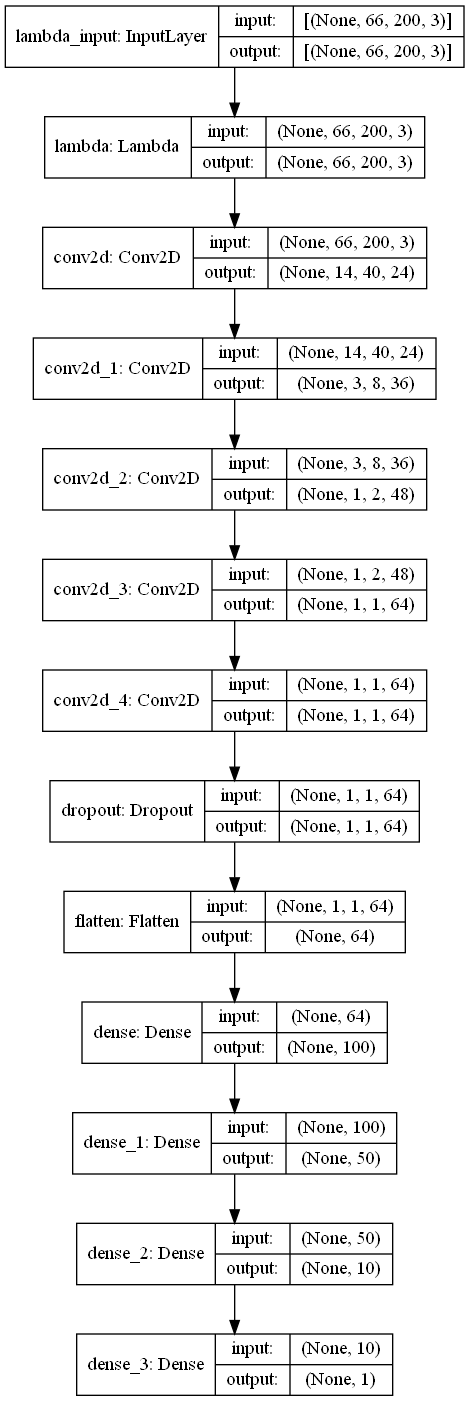 lambda_input: InputLayer
input: [(None, 66, 200, 3)]
output: [(None, 66, 200, 3)]
lambda: Lambda
input: (None, 66, 200, 3)
output: (None, 66, 200, 3)
conv2d: Conv2D
input: (None, 66, 200, 3)
output: (None, 14, 40, 24)
conv2d_1: Conv2D
input: (None, 14, 40, 24)
output: (None, 3, 8, 36)
conv2d_2: Conv2D
input: (None, 3, 8, 36)
output: (None, 1, 2, 48)
conv2d_3: Conv2D
input: (None, 1, 2, 48)
output: (None, 1, 1, 64)
conv2d_4: Conv2D
input: (None, 1, 1, 64)
output: (None, 1, 1, 64)
dropout: Dropout
input: (None, 1, 1, 64)
output: (None, 1, 1, 64)
flatten: Flatten
input: (None, 1, 1, 64)
output: (None, 64)
dense: Dense
input: (None, 64)
output: (None, 100)
dense_1: Dense
input: (None, 100)
output: (None, 50)
dense_2: Dense
input: (None, 50)
output: (None, 10)
dense_3: Dense
input: (None, 10)
output: (None, 1)